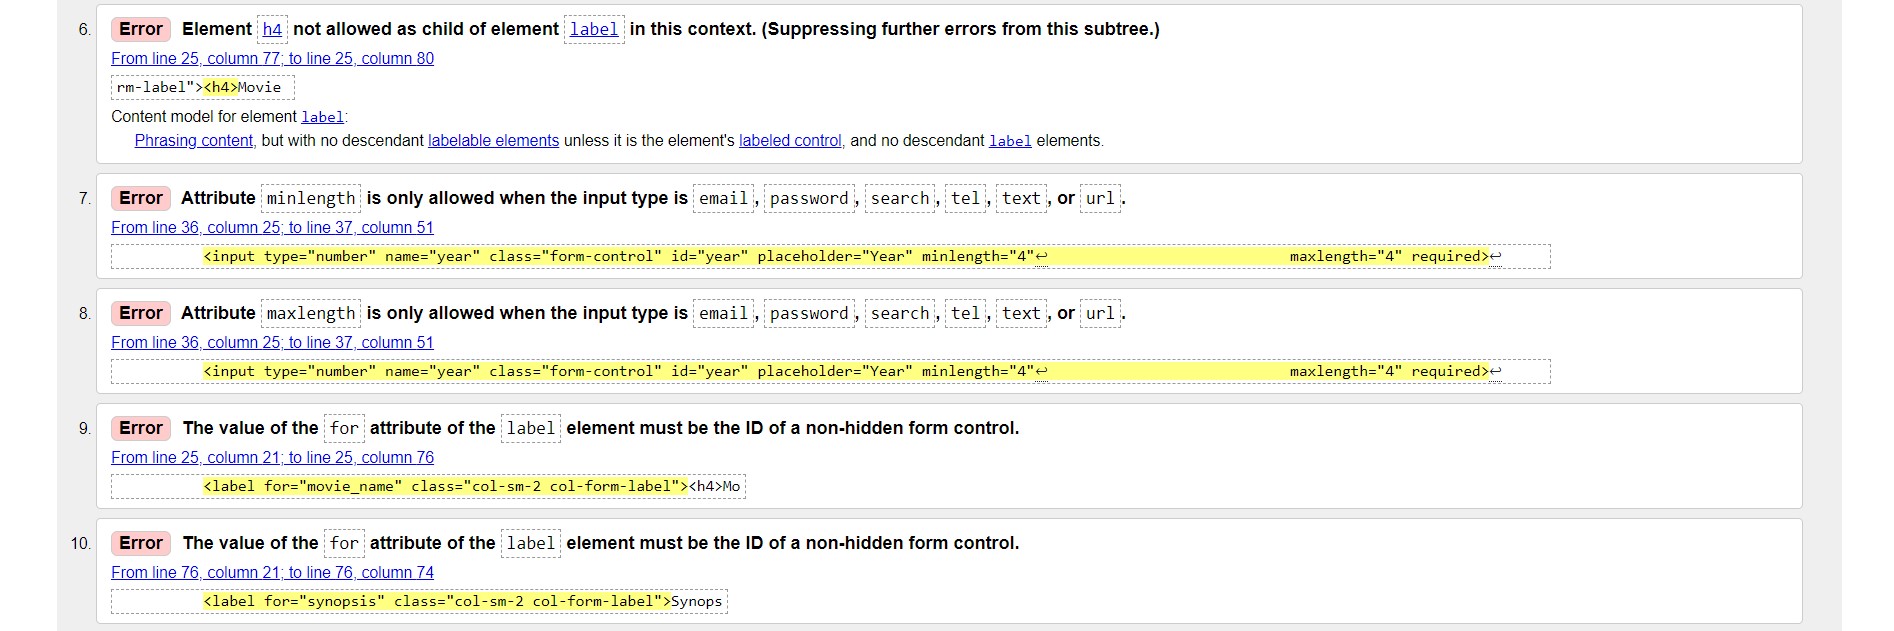 6. Error Element h4 not allowed as child of element label in this context. (Suppressing further errors from this subtree.)
From line 25, column 77; to line 25, column 80
rm-label"><h4>Movie
Content model for element label:
Phrasing content, but with no descendant labelable elements unless it is the element's labeled control, and no descendant label elements.
7. Error Attribute minlength is only allowed when the input type is email, password, search, tel, text, or url.
From line 36, column 25; to line 37, column 51
<input type="number" name="year" class="form-control" id="year" placeholder="Year" minlength="4"↩ maxlength="4" required>↩
8. Error Attribute maxlength is only allowed when the input type is email, password, search, tel, text, or url.
From line 36, column 25; to line 37, column 51
<input type="number" name="year" class="form-control" id="year" placeholder="Year" minlength="4"↩ maxlength="4" required>↩
9. Error The value of the for attribute of the label element must be the ID of a non-hidden form control.
From line 25, column 21; to line 25, column 76
<label for="movie_name" class="col-sm-2 col-form-label"><h4>Mo
10. Error The value of the for attribute of the label element must be the ID of a non-hidden form control.
From line 76, column 21; to line 76, column 74
<label for="synopsis" class="col-sm-2 col-form-label">Synops